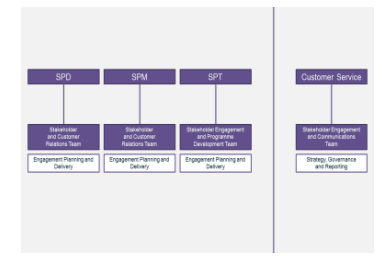 SPD
SPM
SPT
Customer Service
Stakeholder
and Customer
Relations Team
Stakeholder
and Customer
Relations Team
Stakeholder Engagement
and Programme
Development Team
Stakeholder Engagement
and Communications
Team
Engagement Planning and
Delivery
Engagement Planning and
Delivery
Engagement Planning and
Delivery
Strategy, Governance
and Reporting